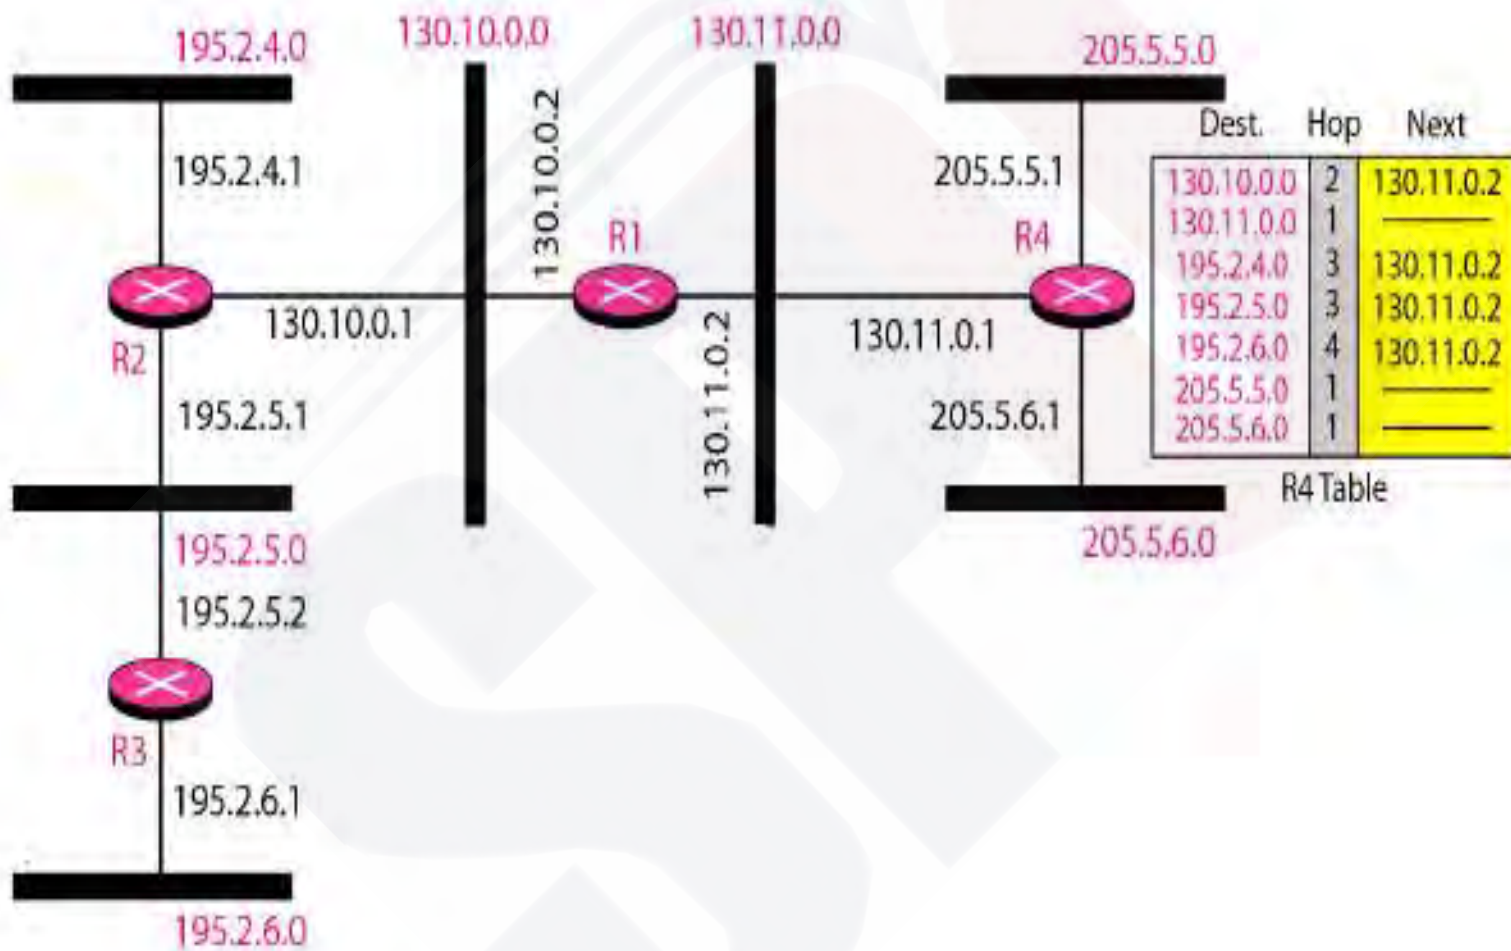 195.2.4.0
130.10.0.0
130.11.0.0
205.5.5.0
195.2.4.1
130.10.0.2
R1
205.5.5.1
R4
Dest. Hop Next
130.10.0.0 2 130.11.0.2
130.11.0.0 1 ———
195.2.4.0 3 130.11.0.2
195.2.5.0 3 130.11.0.2
195.2.6.0 4 130.11.0.2
205.5.5.0 1 ———
205.5.6.0 1 ———
R4 Table
R2
130.10.0.1
130.11.0.2
130.11.0.1
195.2.5.1
205.5.6.1
195.2.5.0
205.5.6.0
195.2.5.2
R3
195.2.6.1
195.2.6.0